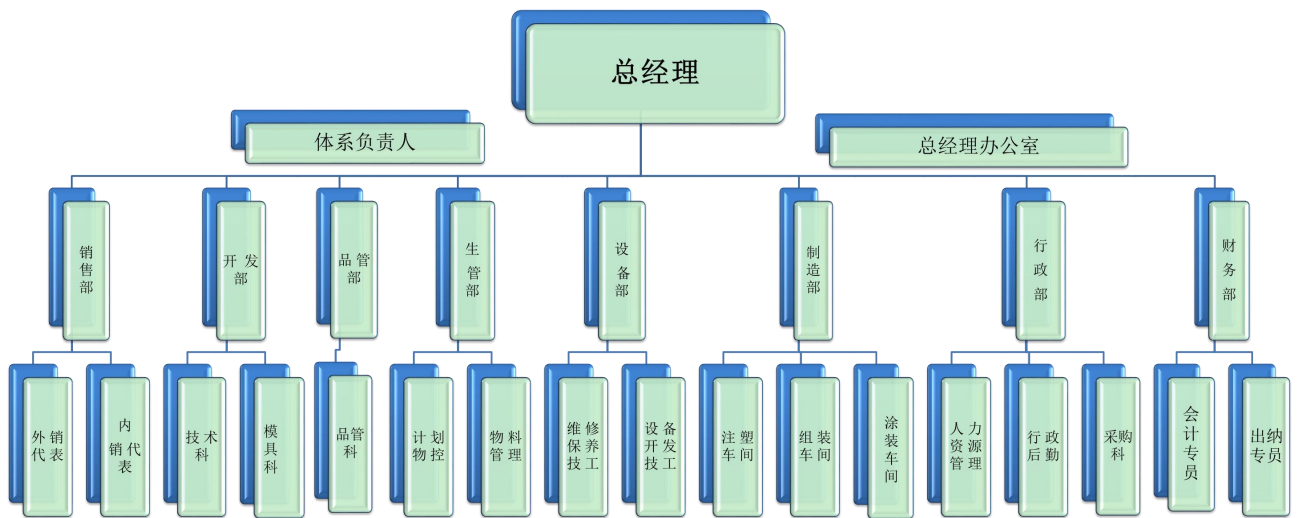 总经理
体系负责人
总经理办公室
销
售
部
开 发
部
品管
部
生
管
部
设
备
部
制
造
部
行
政
部
财
务
部
外 销
代 表
内
销 代
表
技 术
科
模
具
科
品管
科
计 划
物 控
物 料
管 理
维 修
保 养
技 工
设 备
开 发
技 工
注 塑
车 间
组 装
车 间
涂
装
车
间
人 力
资 源
管 理
行 政
后 勤
采购
科
会
计
专
员
出 纳
专 员